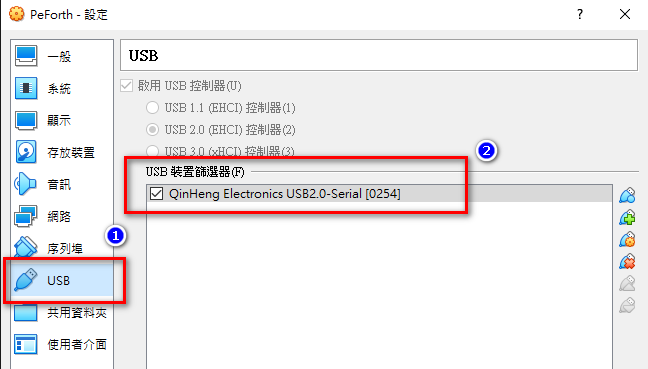 PeForth - 設定
?
一般
系統
顯示
存放裝置
音訊
網路
序列埠
USB
共用資料夾
使用者介面
1
USB
啟用 USB 控制器(U)
USB 1.1 (EHCI) 控制器(1)
USB 2.0 (EHCI) 控制器(2)
USB 3.0 (xHCI) 控制器(3)
2
USB 裝置篩選器(F)
QinHeng Electronics USB2.0-Serial [0254]